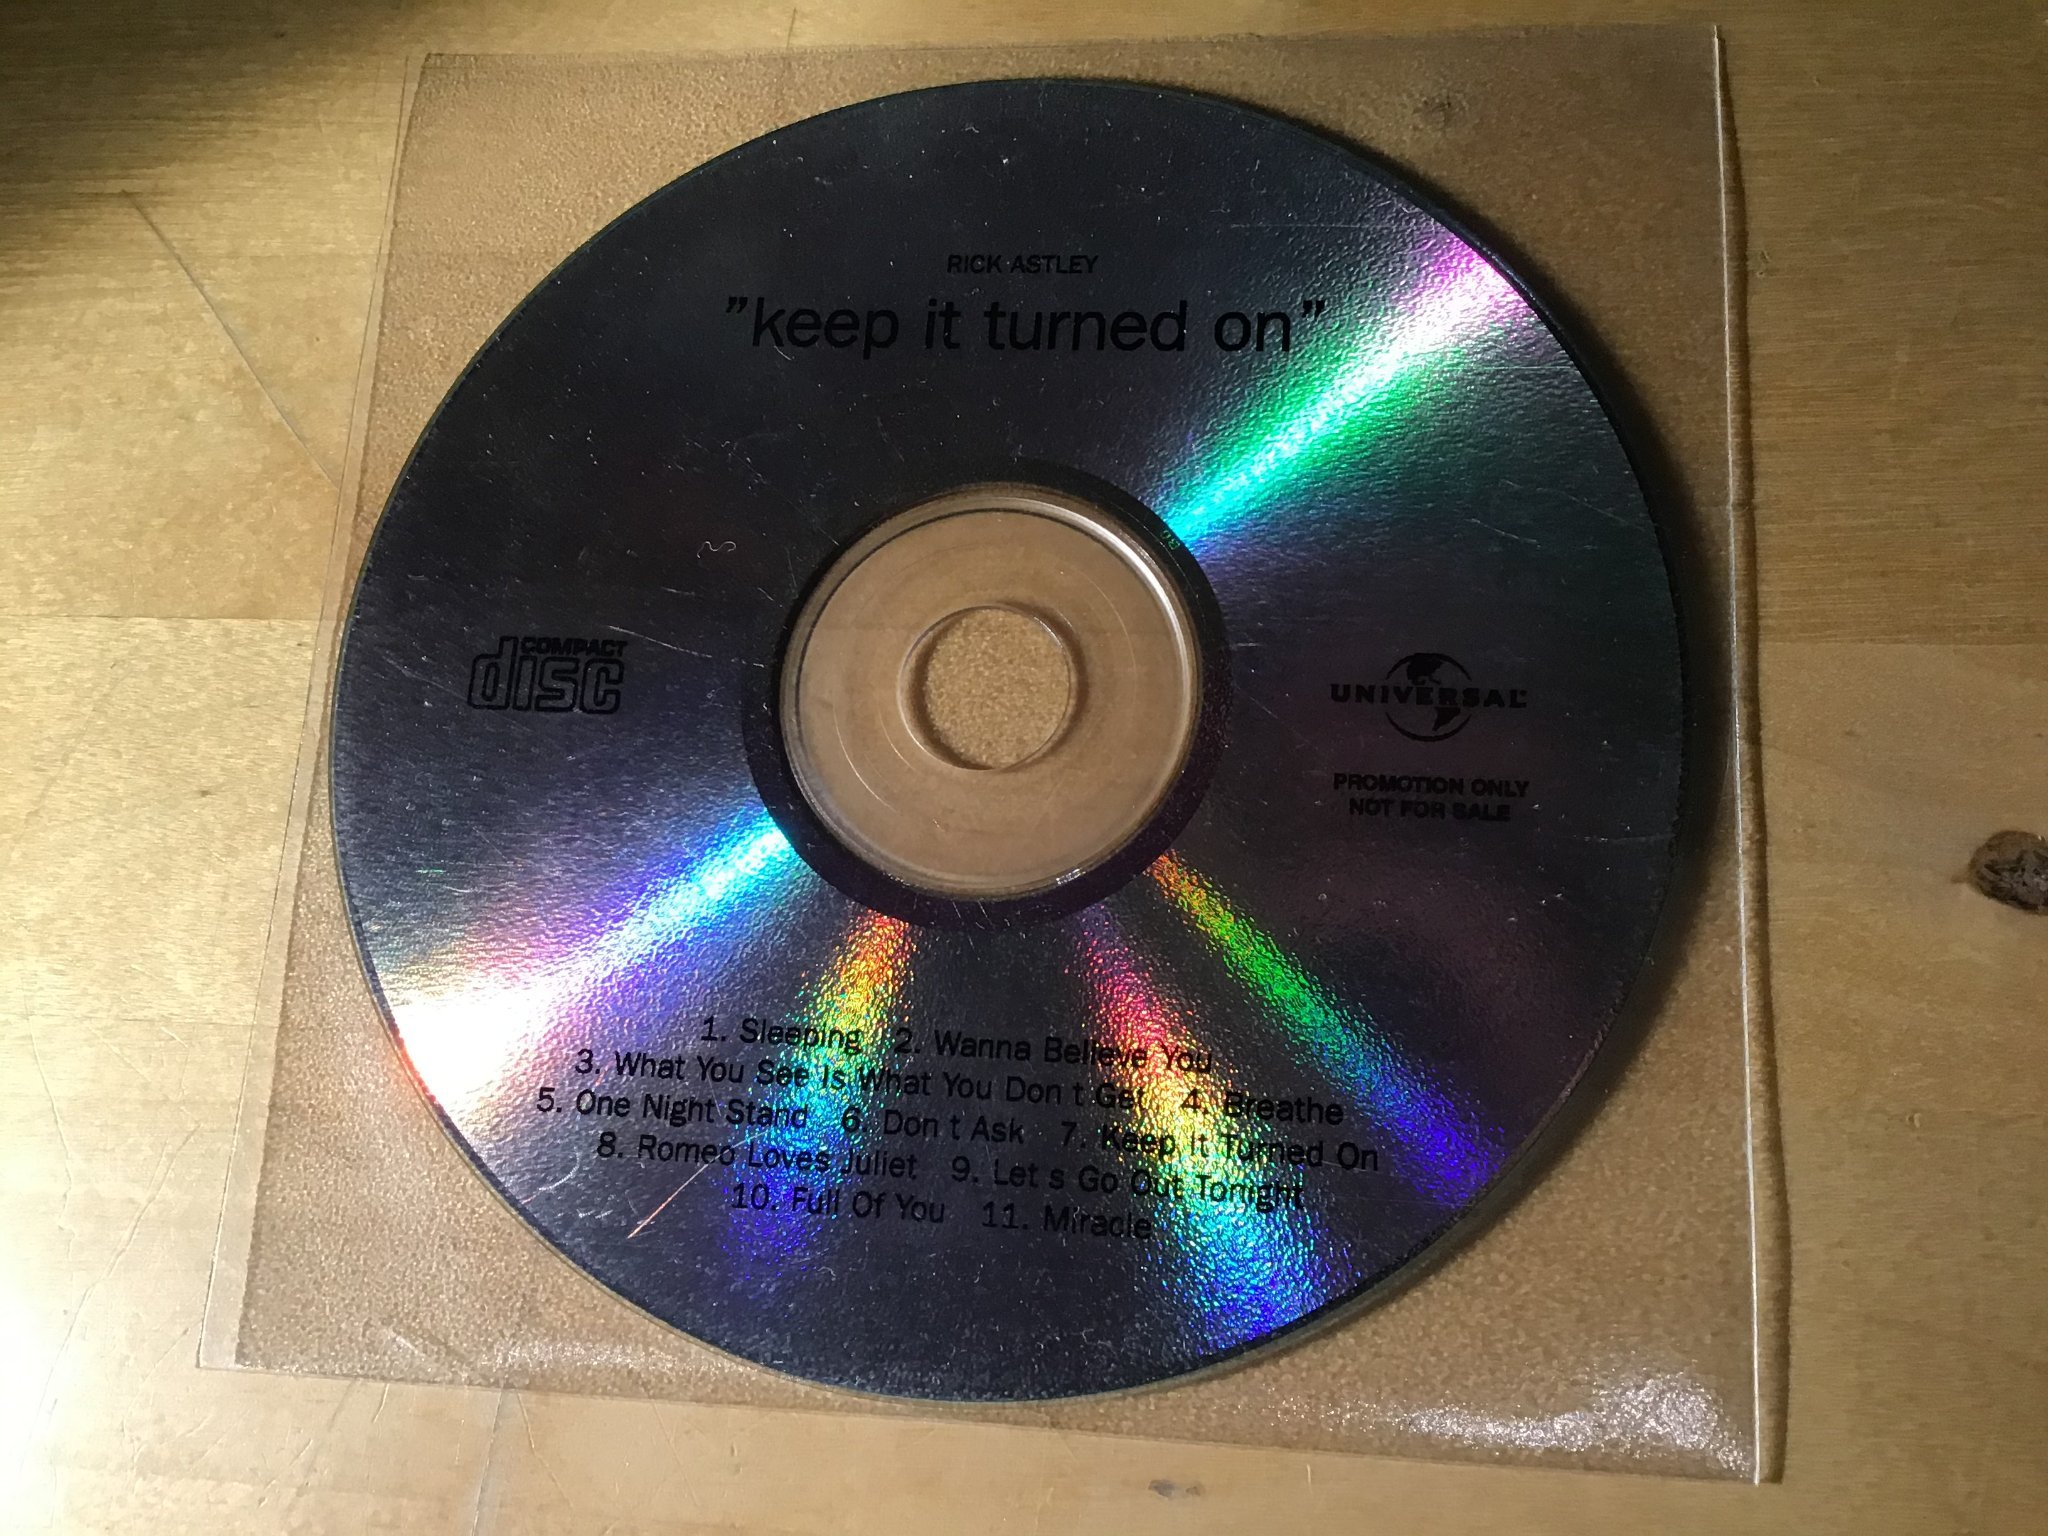 RICK ASTLEY
"keep it turned on"
COMPACT
disc
UNIVERSAL
PROMOTION ONLY
NOT FOR SALE
1. Sleeping 2. Wanna Believe You
3. What You See Is What You Don t Get 4. Breathe
5. One Night Stand 6. Don t Ask 7. Keep It Turned On
8. Romeo Loves Juliet 9. Let s Go Out Tonight
10. Full Of You 11. Miracle